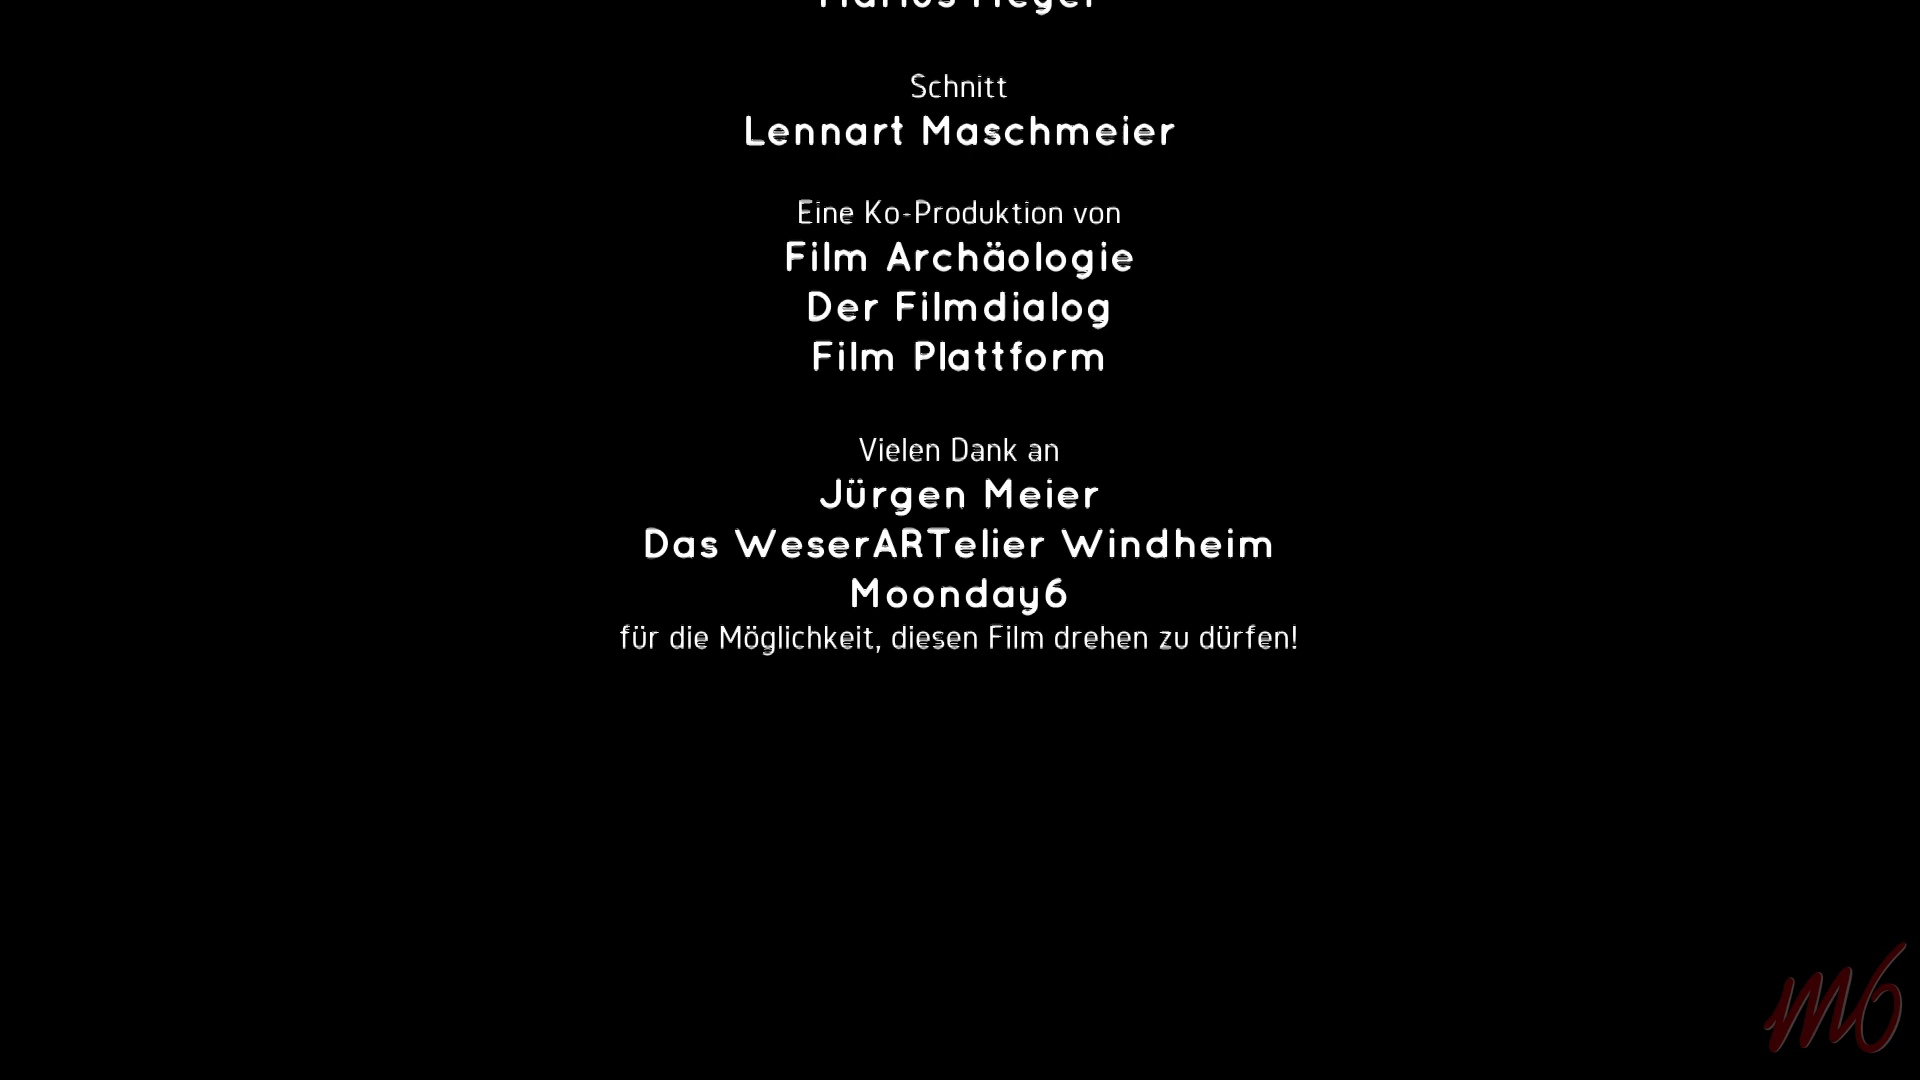 Schnitt
Lennart Maschmeier
Eine Ko-Produktion von
Film Archäologie
Der Filmdialog
Film Plattform
Vielen Dank an
Jürgen Meier
Das WeserARTelier Windheim
Moonday6
für die Möglichkeit, diesen Film drehen zu dürfen!
m6